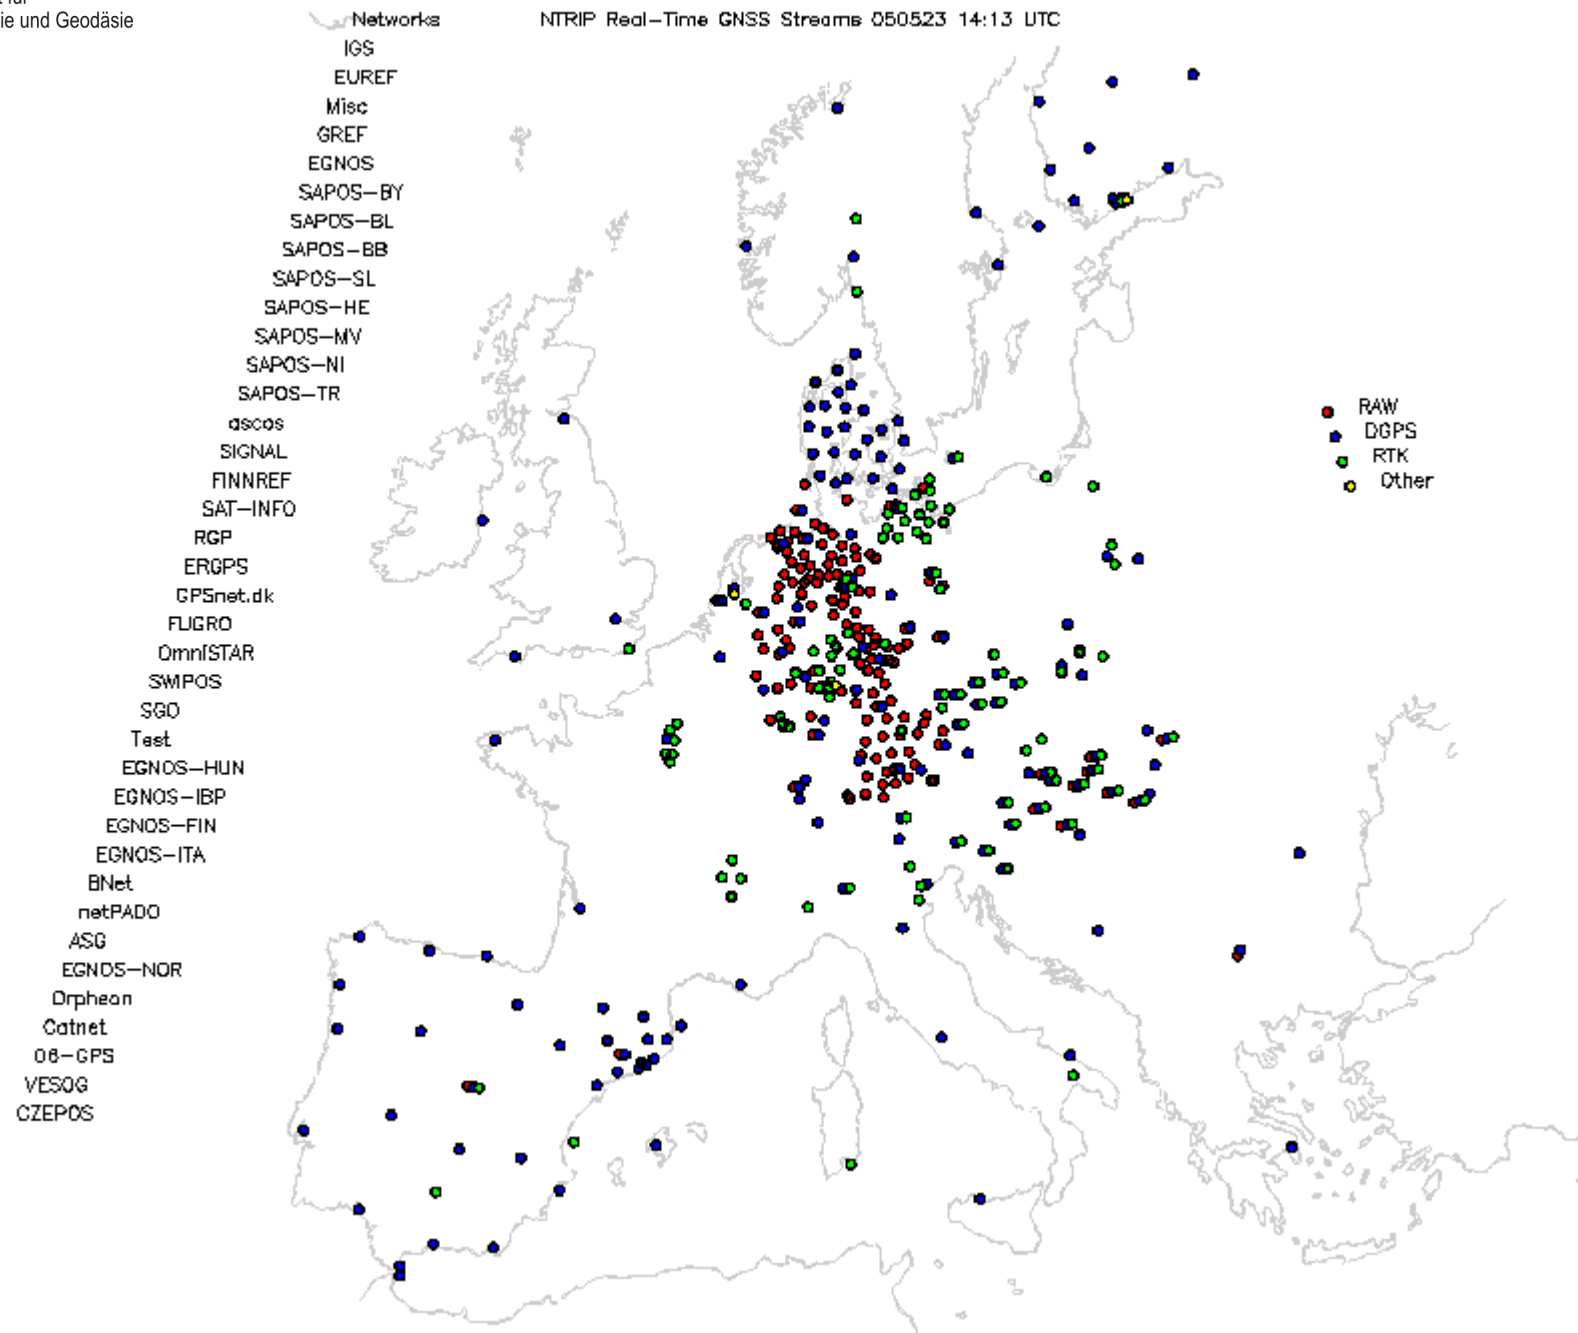 ie und Geodäsie
Networks
NTRIP Real-Time GNSS Streams 050523 14:13 UTC
IGS
EUREF
Misc
GREF
EGNOS
SAPOS-BY
SAPOS-BL
SAPOS-BB
SAPOS-SL
SAPOS-HE
SAPOS-MV
SAPOS-NI
SAPOS-TR
ascos
SIGNAL
FINNREF
SAT-INFO
RGP
ERGPS
GPSnet.dk
FUGRO
OmniSTAR
SWIPOS
SGO
Test
EGNOS-HUN
EGNOS-IBP
EGNOS-FIN
EGNOS-ITA
BNet
netPADO
ASG
EGNOS-NOR
Orpheon
Catnet
06-GPS
VESOG
CZEPOS
RAW
DGPS
RTK
Other